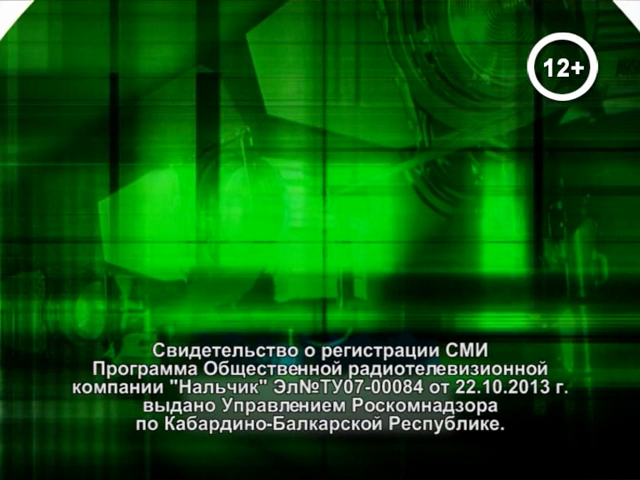 12+
Свидетельство о регистрации СМИ
Программа Общественной радиотелевизионной
компании "Нальчик" Эл№ТУ07-00084 от 22.10.2013 г.
выдано Управлением Роскомнадзора
по Кабардино-Балкарской Республике.